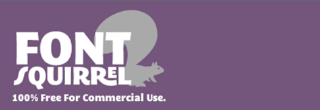 FONT
SQUIRREL
100% Free For Commercial Use.